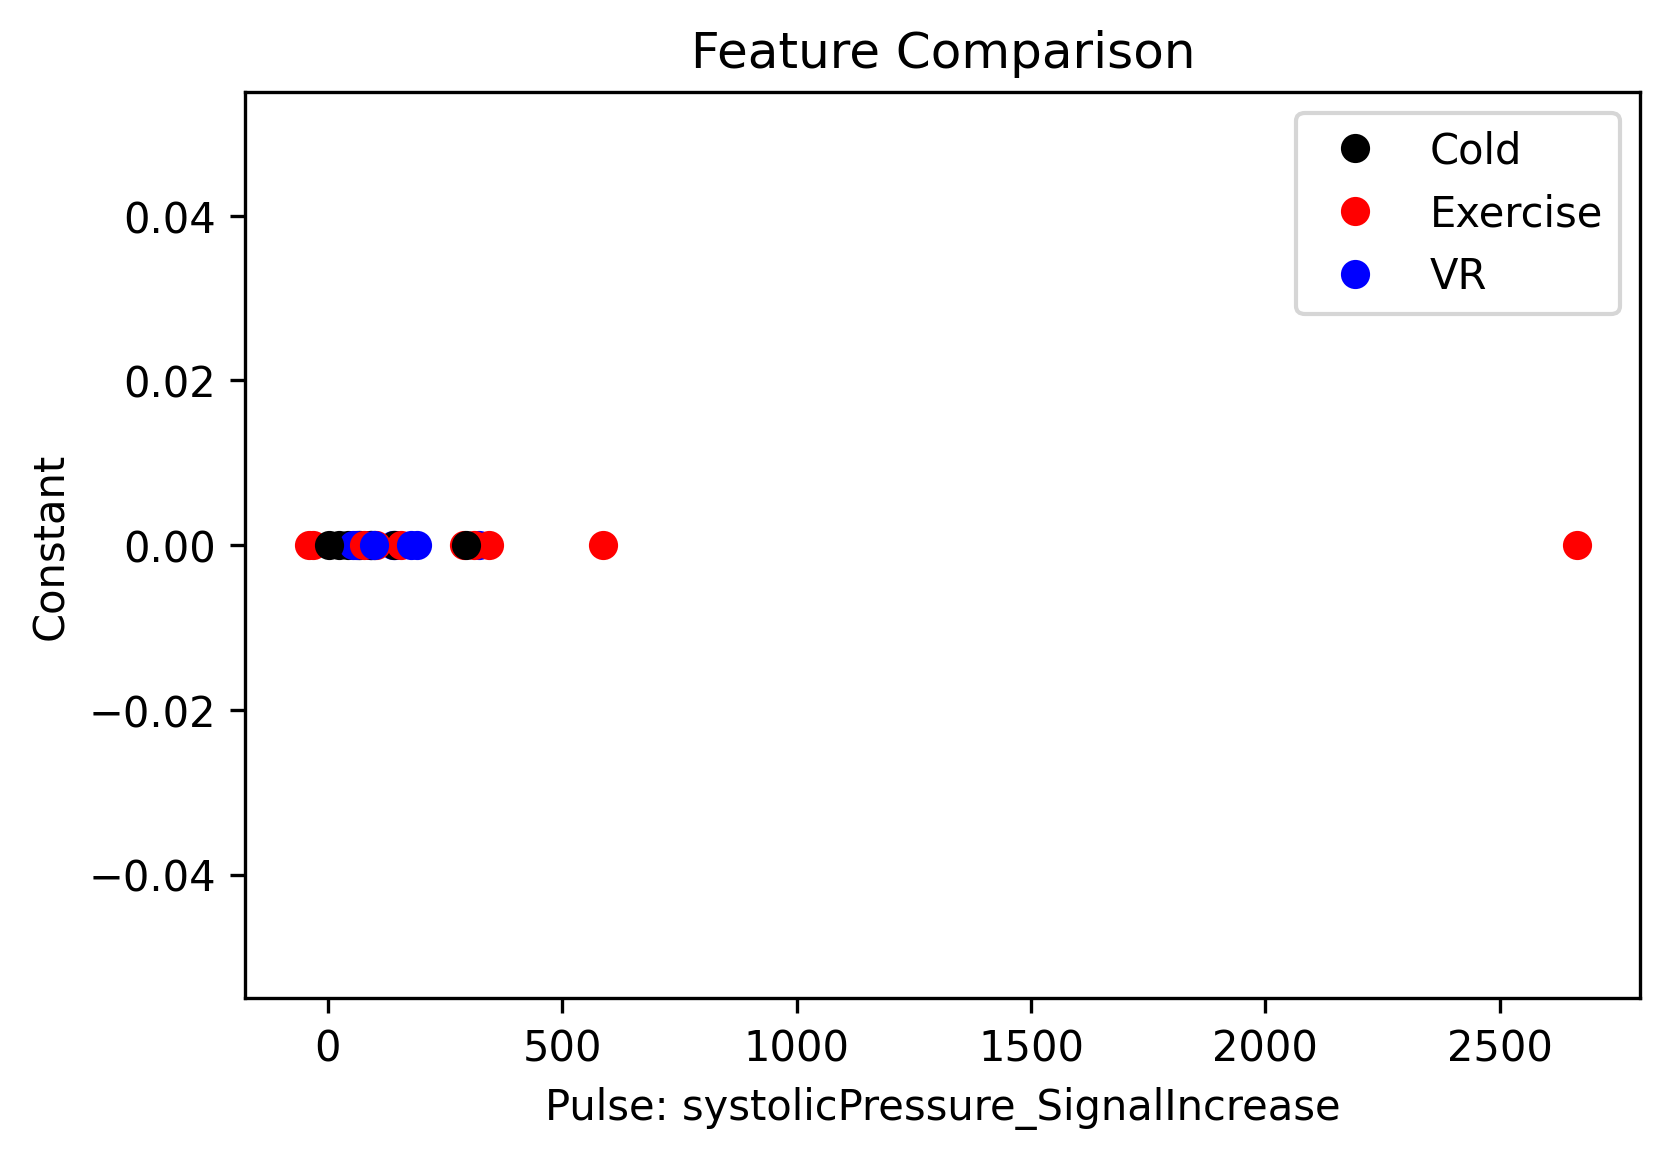 Feature Comparison
Cold
Exercise
VR
0.04
0.02
0.00
−0.02
−0.04
Constant
0 500 1000 1500 2000 2500
Pulse: systolicPressure_SignalIncrease